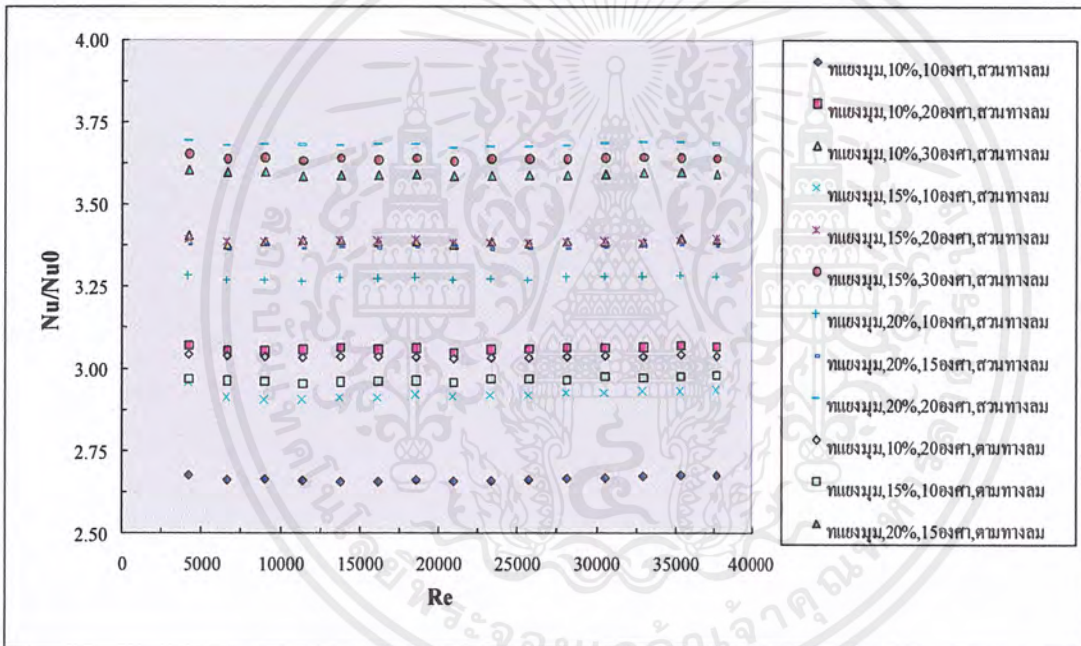 4.00
3.75
3.50
3.25
3.00
2.75
2.50
Nu/Nu0
0 5000 10000 15000 20000 25000 30000 35000 40000
Re
ทแยงมุม,10%,10องศา,สวนทางลม
ทแยงมุม,10%,20องศา,สวนทางลม
ทแยงมุม,10%,30องศา,สวนทางลม
ทแยงมุม,15%,10องศา,สวนทางลม
ทแยงมุม,15%,20องศา,สวนทางลม
ทแยงมุม,15%,30องศา,สวนทางลม
ทแยงมุม,20%,10องศา,สวนทางลม
ทแยงมุม,20%,15องศา,สวนทางลม
ทแยงมุม,20%,20องศา,สวนทางลม
ทแยงมุม,10%,20องศา,ตามทางลม
ทแยงมุม,15%,10องศา,ตามทางลม
ทแยงมุม,20%,15องศา,ตามทางลม